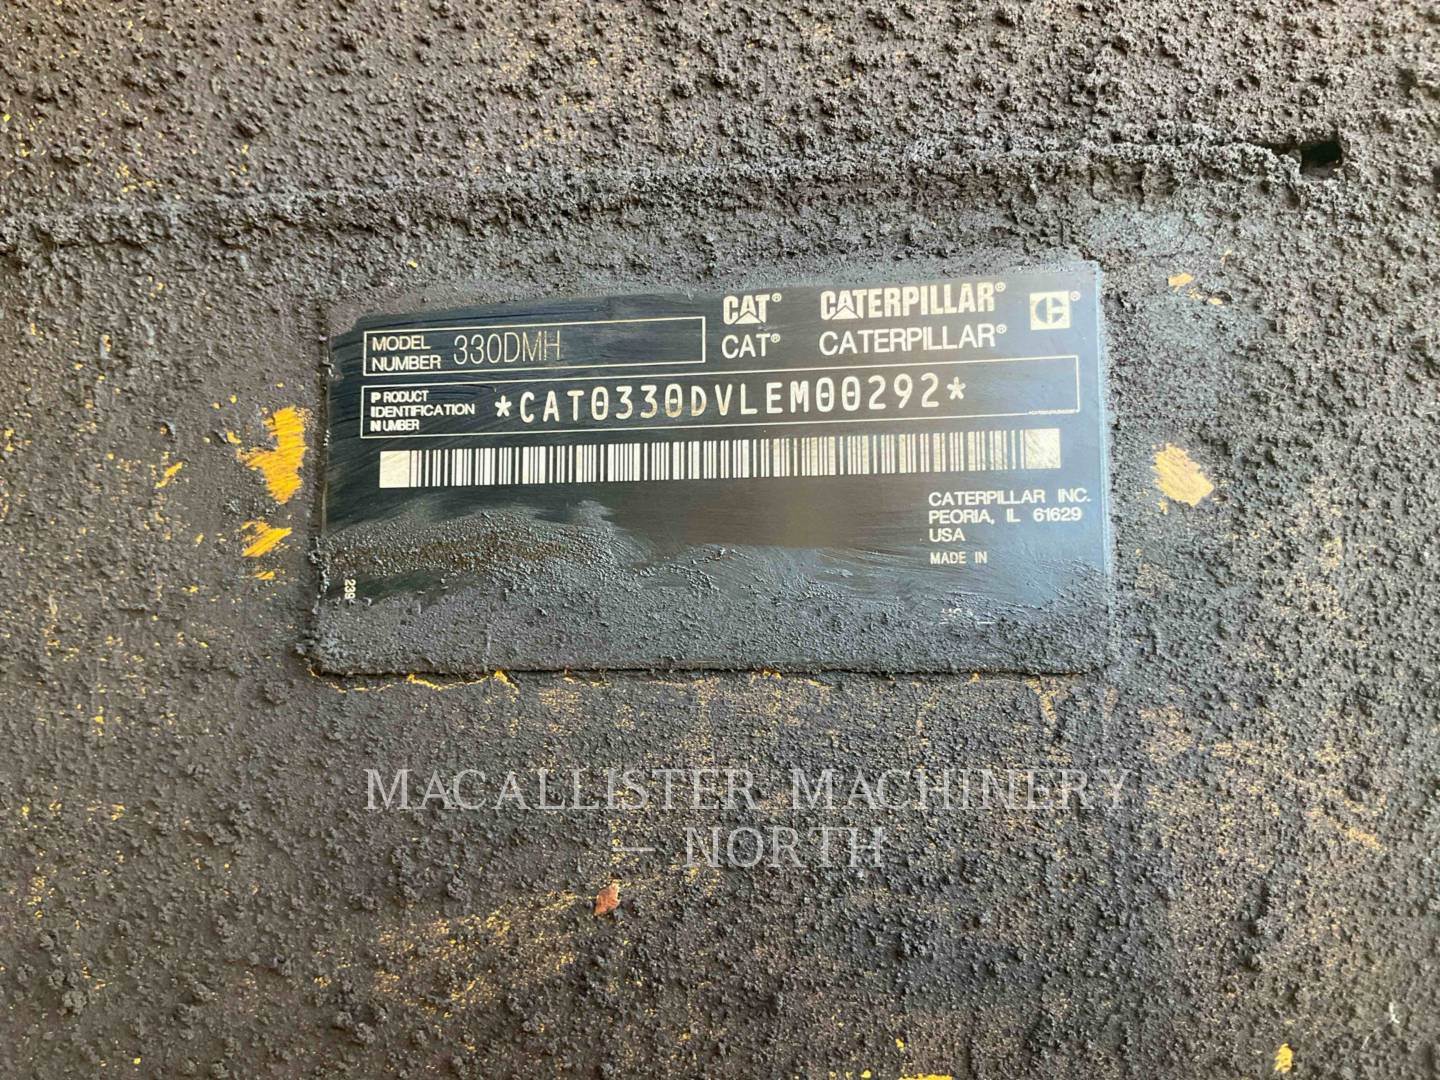 CAT® CATERPILLAR®
CAT® CATERPILLAR®
MODEL NUMBER 330DMH
PRODUCT IDENTIFICATION NUMBER *CAT0330DVLEM00292*
CATERPILLAR INC.
PEORIA, IL 61629
USA
MADE IN
239
MACALLISTER MACHINERY
— NORTH